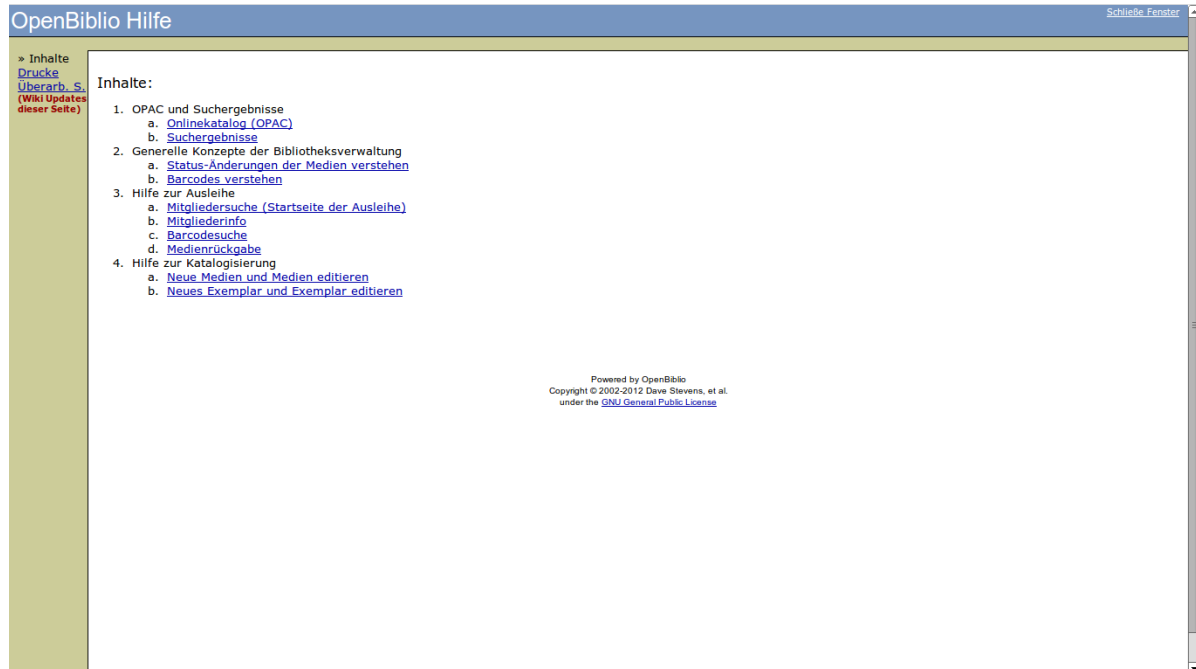 OpenBiblio Hilfe
Schließe Fenster
» Inhalte
Drucke
Überarb. S.
(Wiki Updates
dieser Seite)
Inhalte:
1. OPAC und Suchergebnisse
a. Onlinekatalog (OPAC)
b. Suchergebnisse
2. Generelle Konzepte der Bibliotheksverwaltung
a. Status-Änderungen der Medien verstehen
b. Barcodes verstehen
3. Hilfe zur Ausleihe
a. Mitgliedersuche (Startseite der Ausleihe)
b. Mitgliederinfo
c. Barcodesuche
d. Medienrückgabe
4. Hilfe zur Katalogisierung
a. Neue Medien und Medien editieren
b. Neues Exemplar und Exemplar editieren
Powered by OpenBiblio
Copyright © 2002-2012 Dave Stevens, et al.
under the GNU General Public License